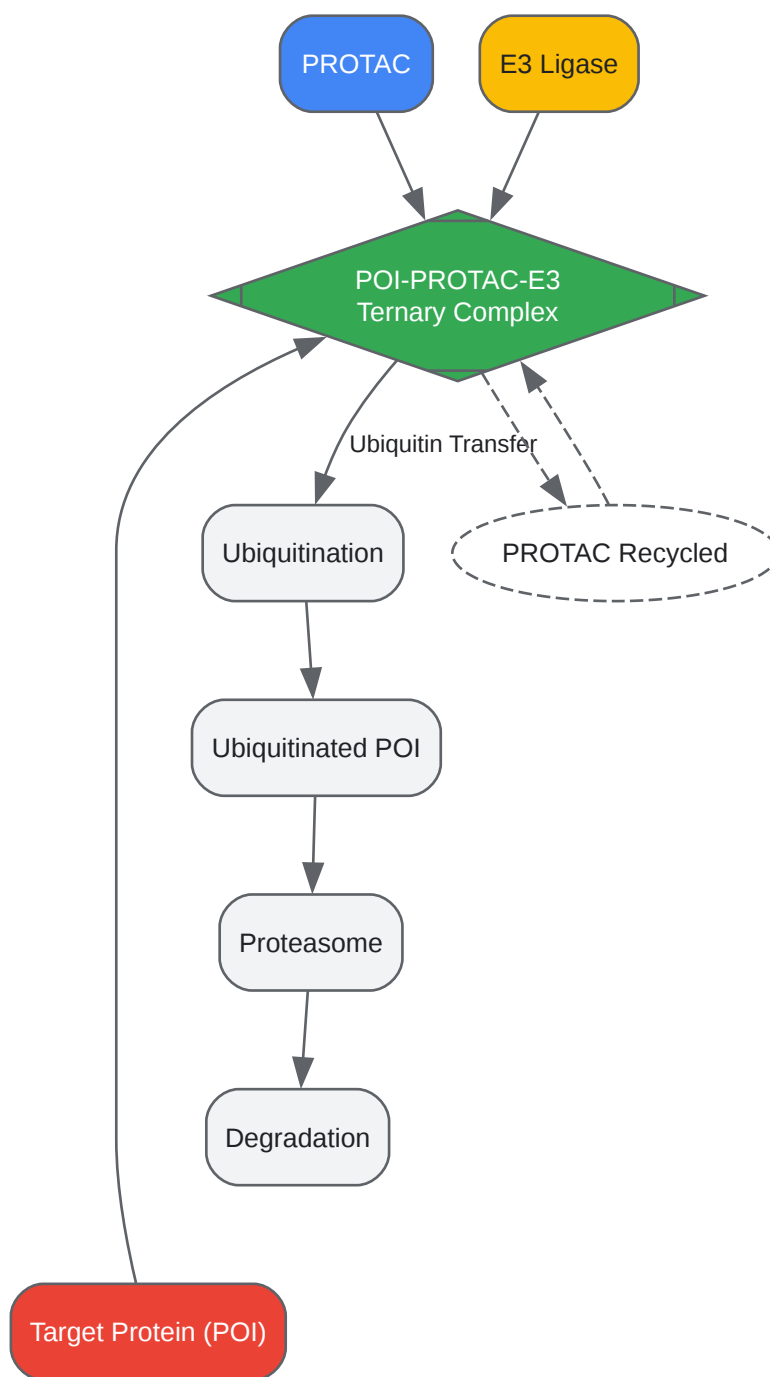 PROTAC
E3 Ligase
POI-PROTAC-E3
Ternary Complex
Ubiquitin Transfer
Ubiquitination
PROTAC Recycled
Ubiquitinated POI
Proteasome
Degradation
Target Protein (POI)